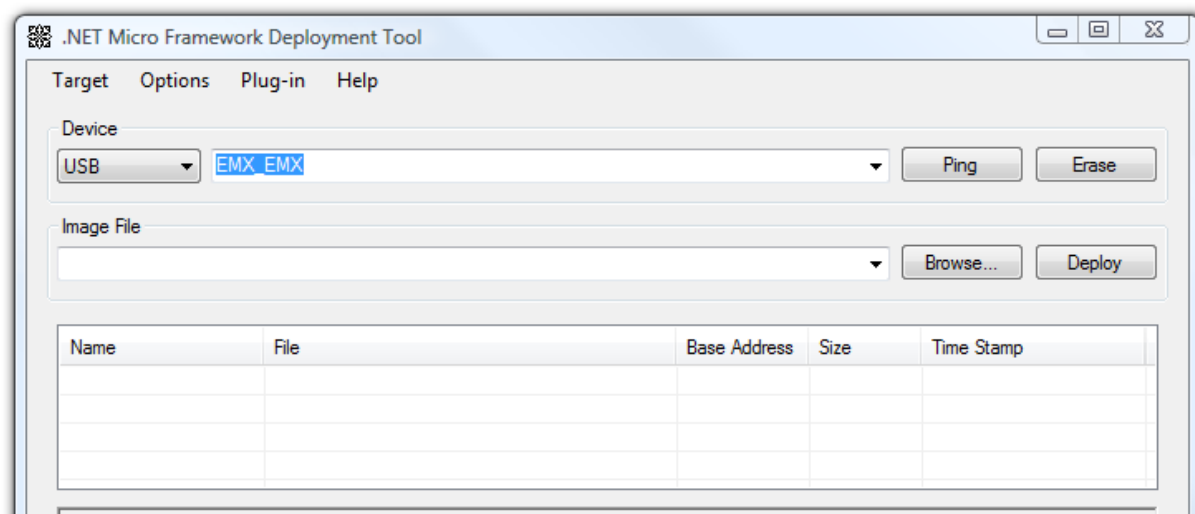 .NET Micro Framework Deployment Tool
Target Options Plug-in Help
Device
USB EMX_EMX Ping Erase
Image File
Browse... Deploy
Name File Base Address Size Time Stamp